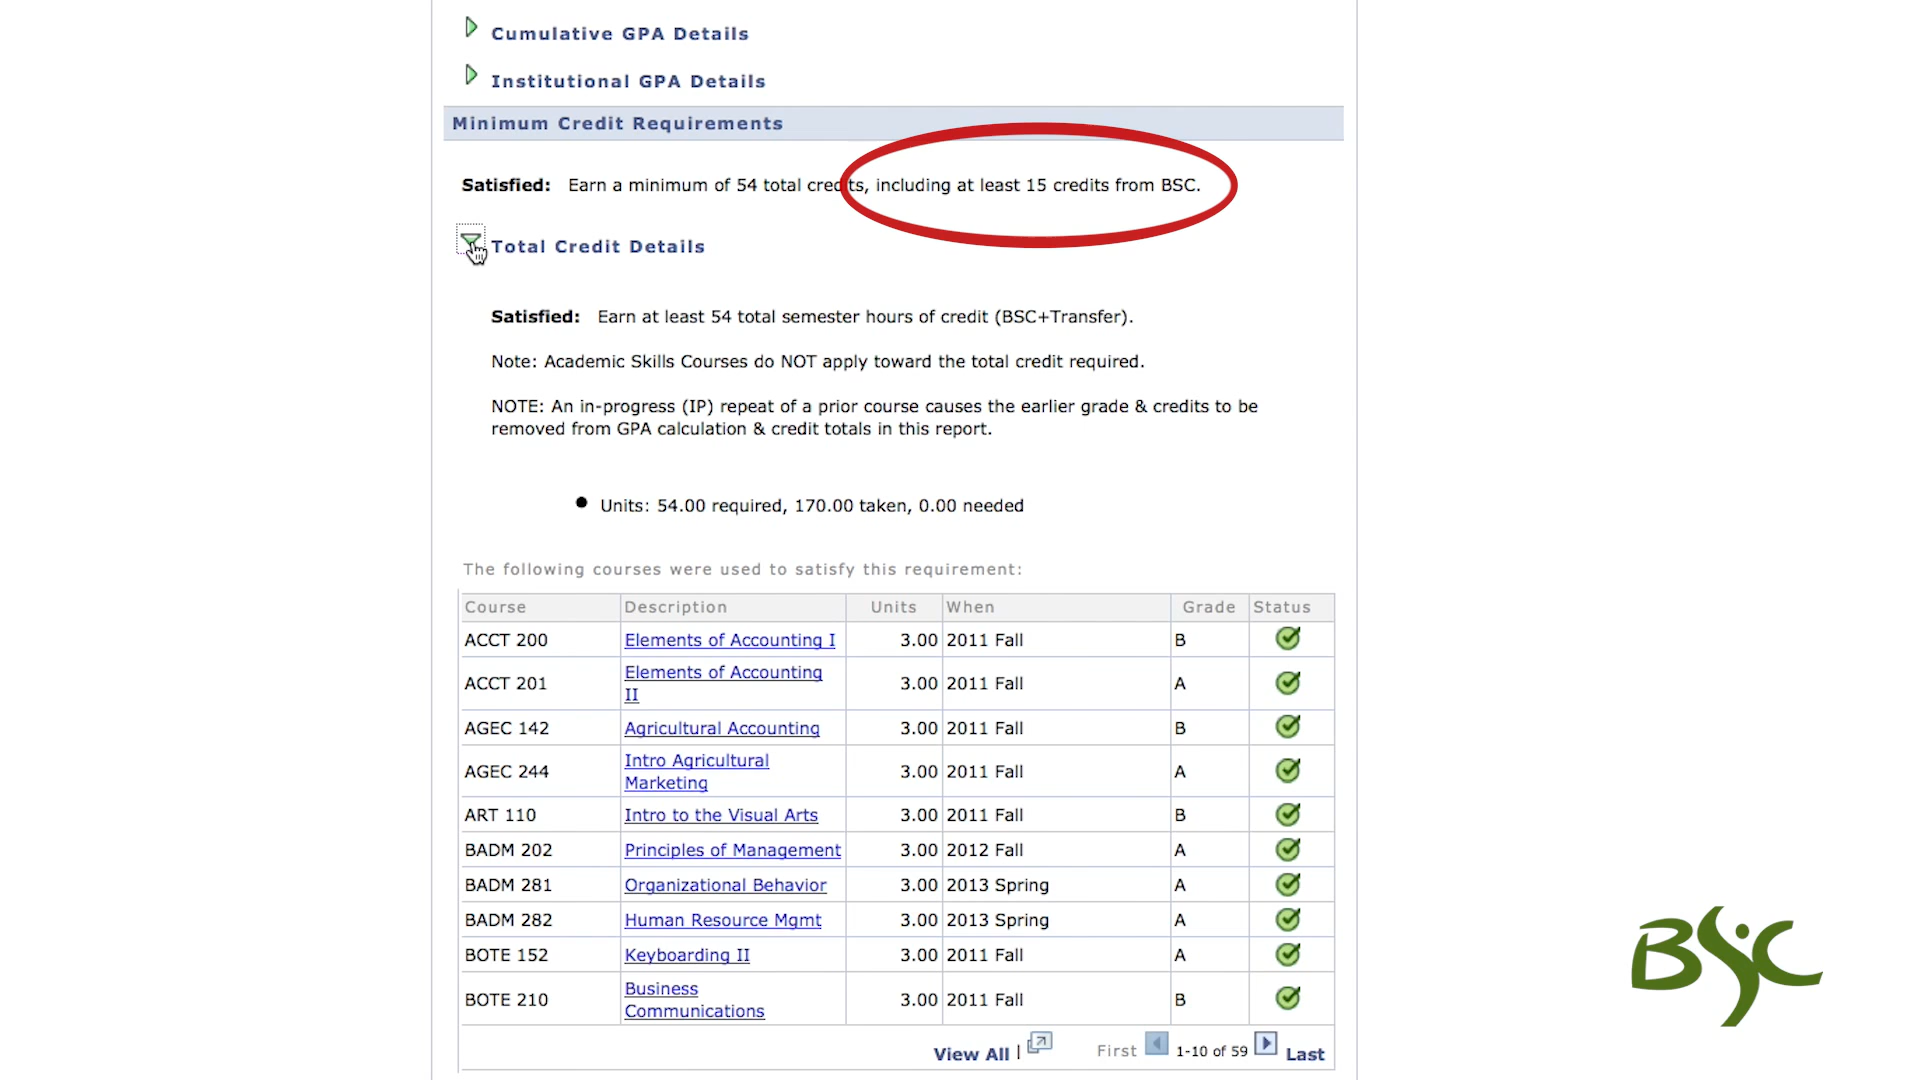 Cumulative GPA Details
Institutional GPA Details
Minimum Credit Requirements
Satisfied: Earn a minimum of 54 total credits, including at least 15 credits from BSC.
Total Credit Details
Satisfied: Earn at least 54 total semester hours of credit (BSC+Transfer).
Note: Academic Skills Courses do NOT apply toward the total credit required.
NOTE: An in-progress (IP) repeat of a prior course causes the earlier grade & credits to be
removed from GPA calculation & credit totals in this report.
Units: 54.00 required, 170.00 taken, 0.00 needed
The following courses were used to satisfy this requirement:
Course Description Units When Grade Status
ACCT 200 Elements of Accounting I 3.00 2011 Fall B
ACCT 201 Elements of Accounting
II 3.00 2011 Fall A
AGEC 142 Agricultural Accounting 3.00 2011 Fall B
AGEC 244 Intro Agricultural
Marketing 3.00 2011 Fall A
ART 110 Intro to the Visual Arts 3.00 2011 Fall B
BADM 202 Principles of Management 3.00 2012 Fall A
BADM 281 Organizational Behavior 3.00 2013 Spring A
BADM 282 Human Resource Mgmt 3.00 2013 Spring A
BOTE 152 Keyboarding II 3.00 2011 Fall A
BOTE 210 Business
Communications 3.00 2011 Fall B
View All | First 1-10 of 59 Last
BSC